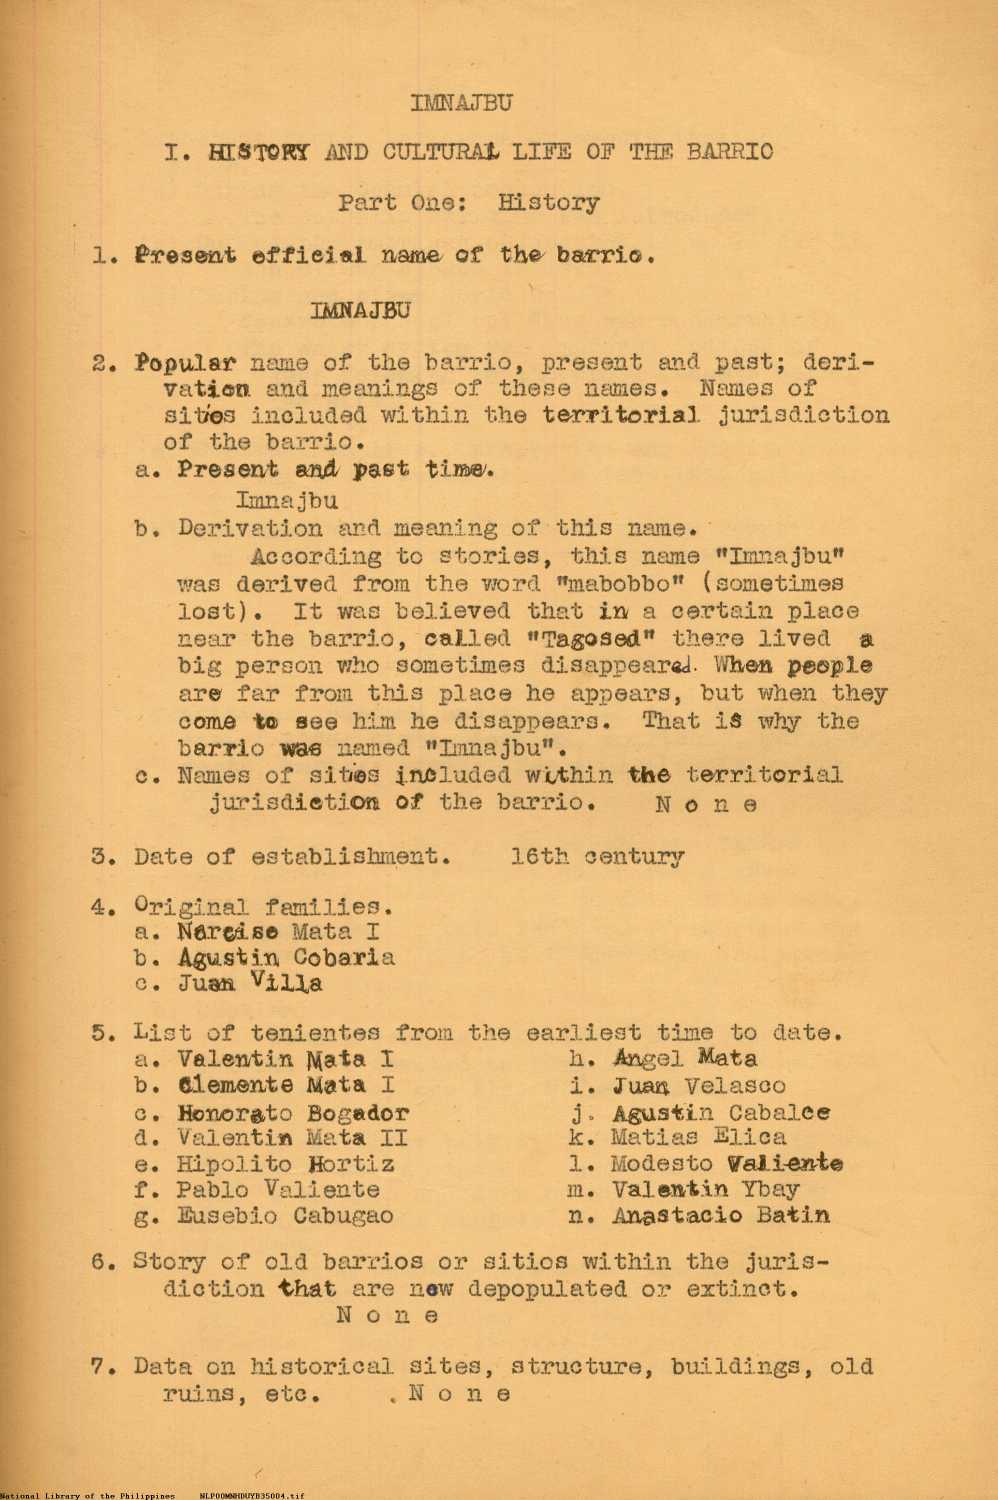 IMNAJBU
I. HISTORY AND CULTURAL LIFE OF THE BARRIO
Part One: History
1. Present official name of the barrio.
IMNAJBU
2. Popular name of the barrio, present and past; deri-
vation and meanings of these names. Names of
sitios included within the territorial jurisdiction
of the barrio.
a. Present and past time.
Imnajbu
b. Derivation and meaning of this name.
According to stories, this name "Imnajbu"
was derived from the word "mabobbo" (sometimes
lost). It was believed that in a certain place
near the barrio, called "Tagosed" there lived a
big person who sometimes disappeared. When people
are far from this place he appears, but when they
come to see him he disappears. That is why the
barrio was named "Imnajbu".
c. Names of sitios included within the territorial
jurisdiction of the barrio. N o n e
3. Date of establishment. 16th century
4. Original families.
a. Narciso Mata I
b. Agustin Cobaria
c. Juan Villa
5. List of tenientes from the earliest time to date.
a. Valentin Mata I h. Angel Mata
b. Clemente Mata I i. Juan Velasco
c. Honorato Bogador j. Agustin Cabalce
d. Valentin Mata II k. Matias Elica
e. Hipolito Hortiz l. Modesto Valiente
f. Pablo Valiente m. Valentin Ybay
g. Eusebio Cabugao n. Anastacio Batin
6. Story of old barrios or sitios within the juris-
diction that are now depopulated or extinct.
N o n e
7. Data on historical sites, structure, buildings, old
ruins, etc. . N o n e
National Library of the Philippines NLP00MNHDUYB35004.tif